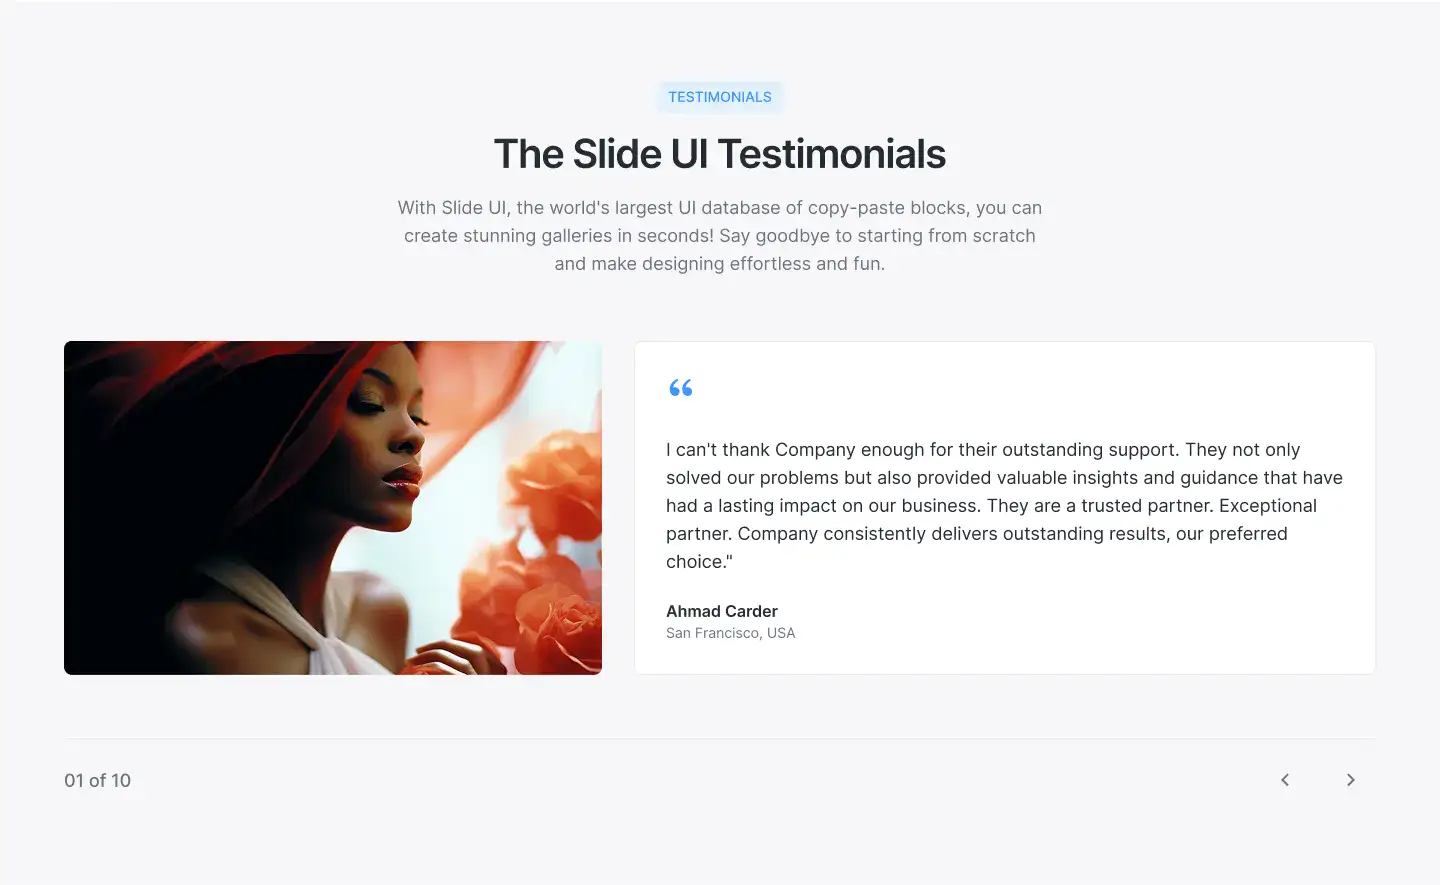 TESTIMONIALS
The Slide UI Testimonials
With Slide UI, the world's largest UI database of copy-paste blocks, you can
create stunning galleries in seconds! Say goodbye to starting from scratch
and make designing effortless and fun.
“
I can't thank Company enough for their outstanding support. They not only
solved our problems but also provided valuable insights and guidance that have
had a lasting impact on our business. They are a trusted partner. Exceptional
partner. Company consistently delivers outstanding results, our preferred
choice."
Ahmad Carder
San Francisco, USA
01 of 10